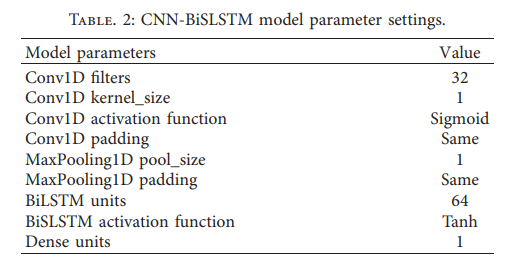 TABLE. 2: CNN-BiSLSTM model parameter settings.
Model parameters Value
Conv1D filters 32
Conv1D kernel_size 1
Conv1D activation function Sigmoid
Conv1D padding Same
MaxPooling1D pool_size 1
MaxPooling1D padding Same
BiLSTM units 64
BiSLSTM activation function Tanh
Dense units 1